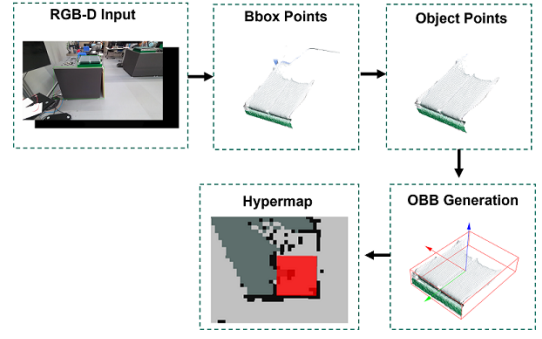 RGB-D Input
Bbox Points
Object Points
Hypermap
OBB Generation